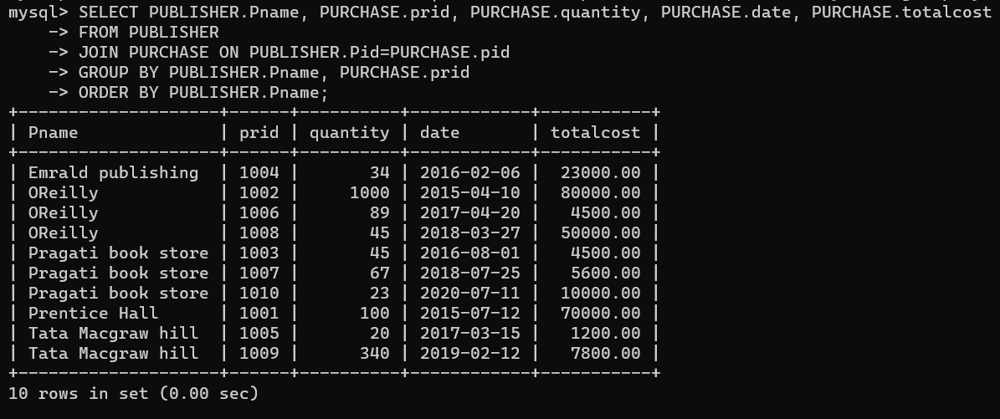 mysql> SELECT PUBLISHER.Pname, PURCHASE.prid, PURCHASE.quantity, PURCHASE.date, PURCHASE.totalcost
    -> FROM PUBLISHER
    -> JOIN PURCHASE ON PUBLISHER.Pid=PURCHASE.pid
    -> GROUP BY PUBLISHER.Pname, PURCHASE.prid
    -> ORDER BY PUBLISHER.Pname;
+--------------------+------+----------+------------+-----------+
| Pname              | prid | quantity | date       | totalcost |
+--------------------+------+----------+------------+-----------+
| Emrald publishing  | 1004 |       34 | 2016-02-06 |  23000.00 |
| OReilly            | 1002 |     1000 | 2015-04-10 |  80000.00 |
| OReilly            | 1006 |       89 | 2017-04-20 |   4500.00 |
| OReilly            | 1008 |       45 | 2018-03-27 |  50000.00 |
| Pragati book store | 1003 |       45 | 2016-08-01 |   4500.00 |
| Pragati book store | 1007 |       67 | 2018-07-25 |   5600.00 |
| Pragati book store | 1010 |       23 | 2020-07-11 |  10000.00 |
| Prentice Hall      | 1001 |      100 | 2015-07-12 |  70000.00 |
| Tata Macgraw hill  | 1005 |       20 | 2017-03-15 |   1200.00 |
| Tata Macgraw hill  | 1009 |      340 | 2019-02-12 |   7800.00 |
+--------------------+------+----------+------------+-----------+
10 rows in set (0.00 sec)